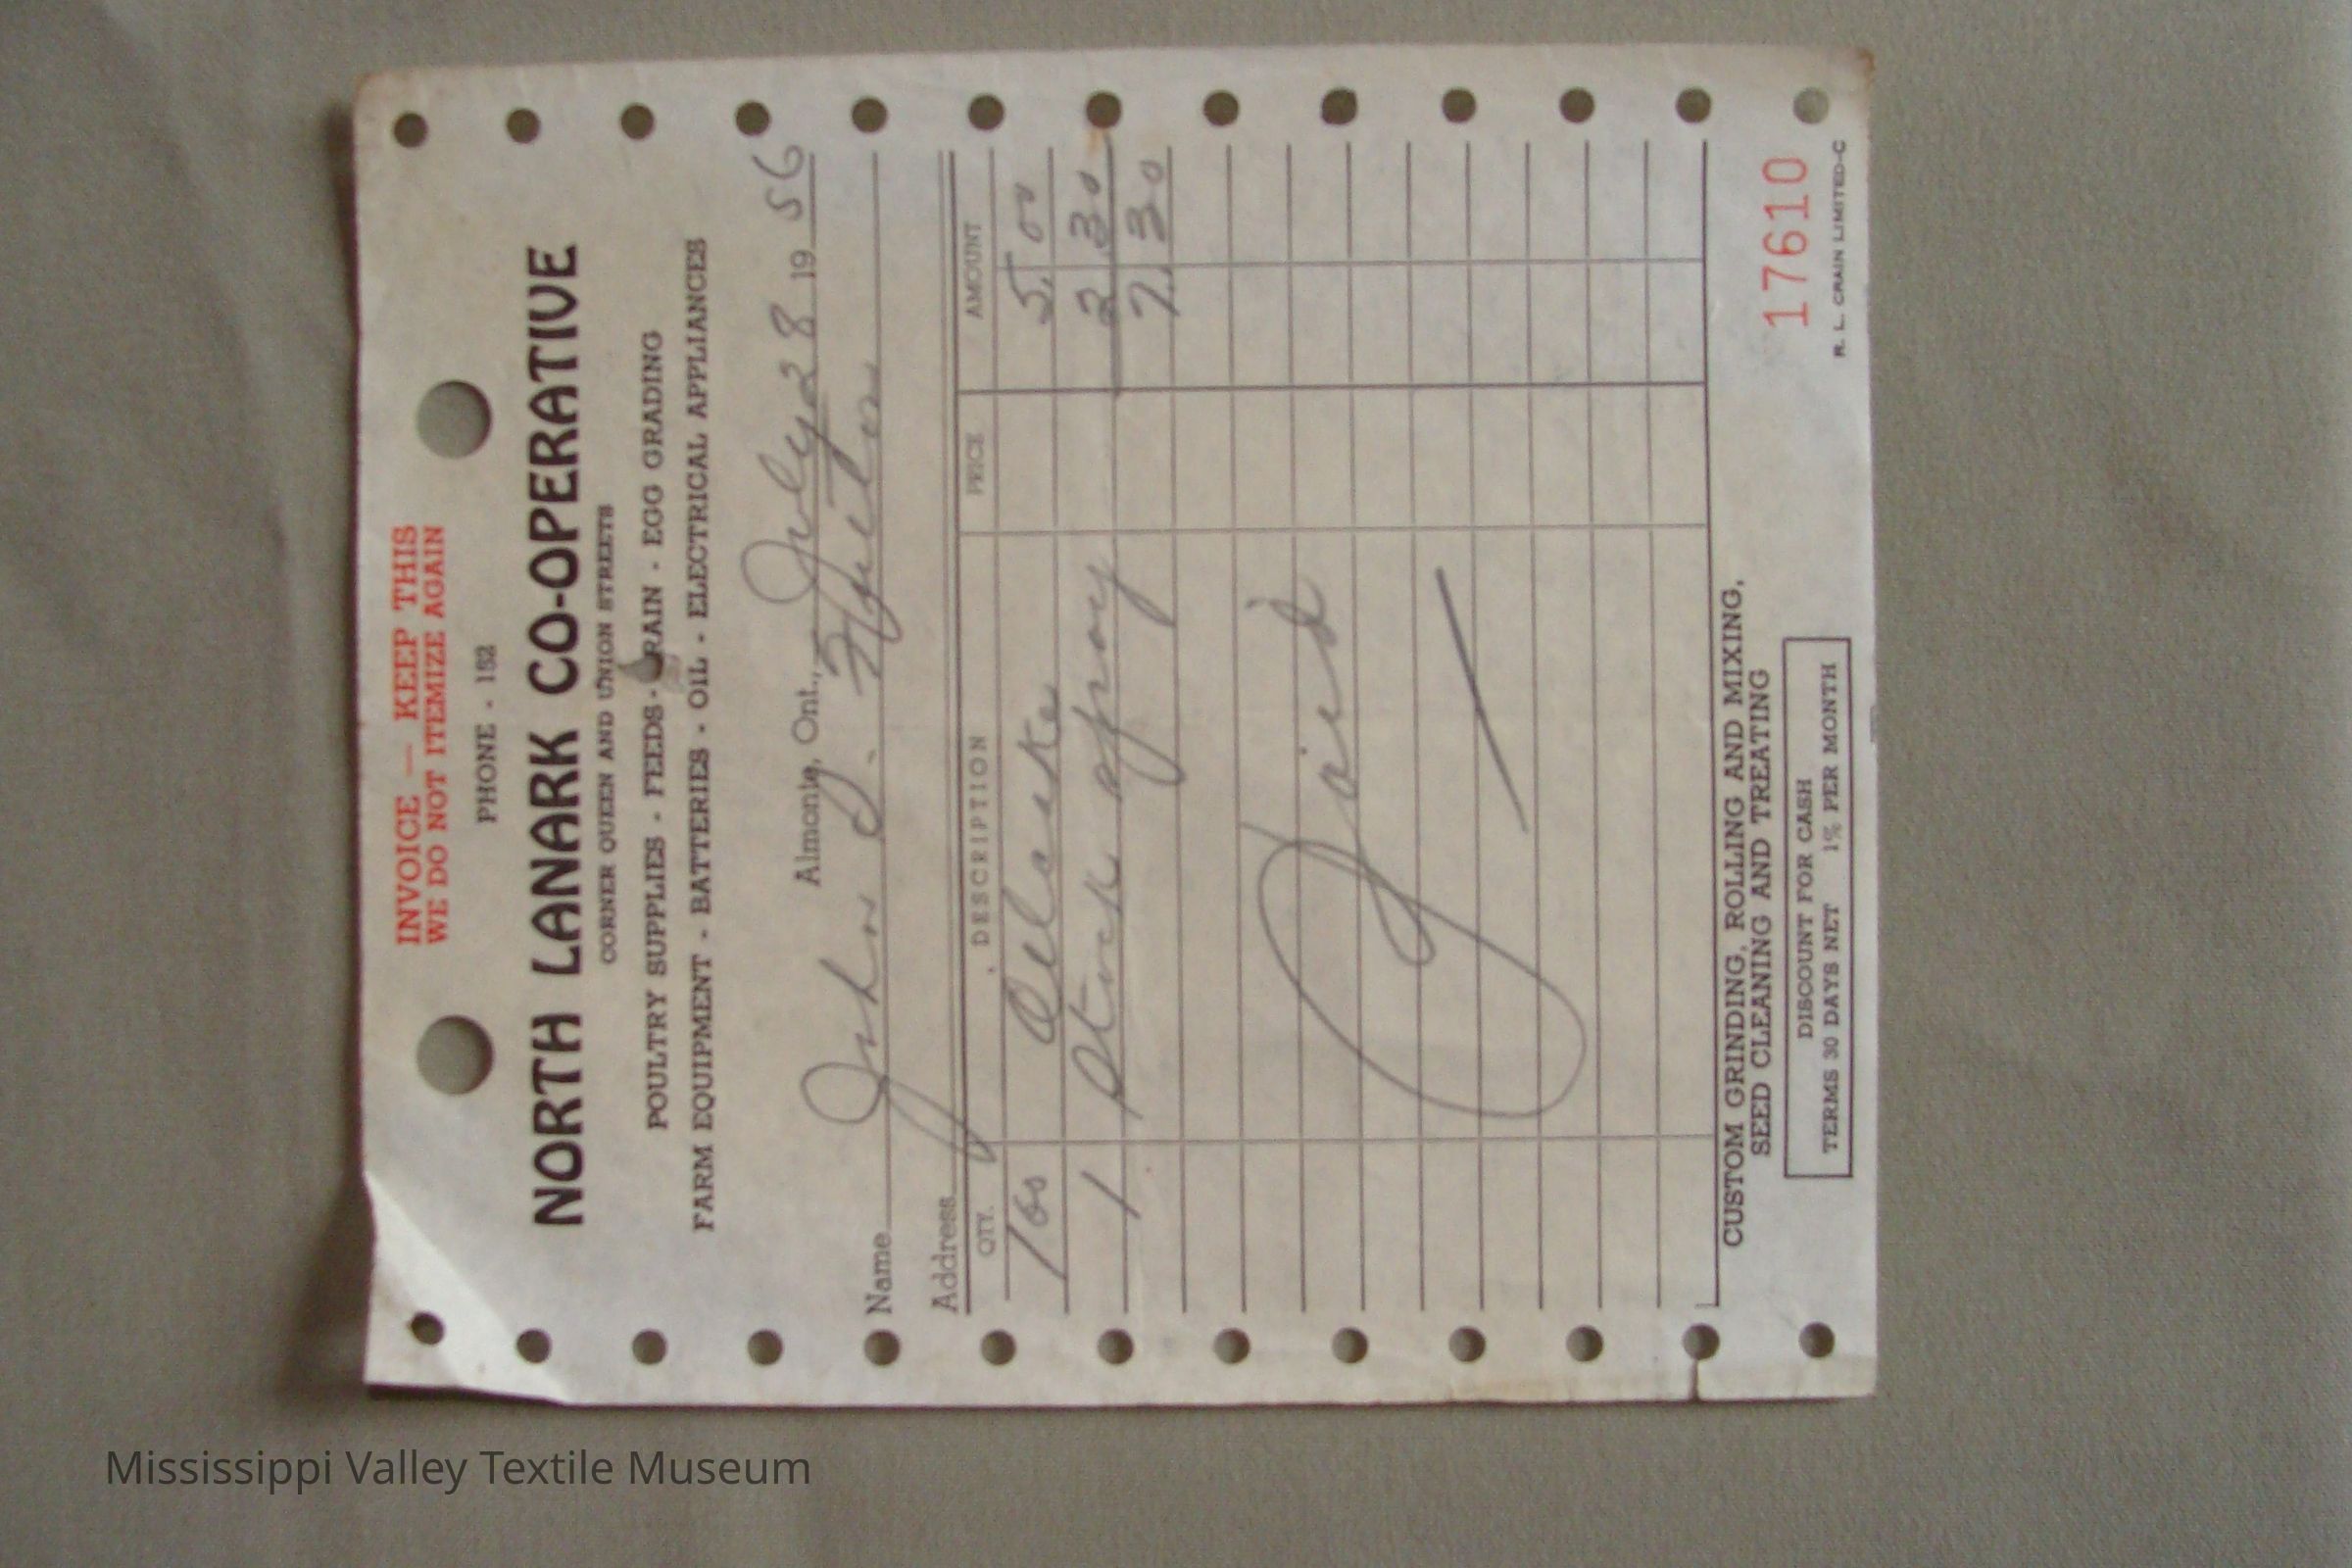 INVOICE — KEEP THIS
WE DO NOT ITEMIZE AGAIN
PHONE - 152
NORTH LANARK CO-OPERATIVE
CORNER QUEEN AND UNION STREETS
POULTRY SUPPLIES - FEEDS - GRAIN - EGG GRADING
FARM EQUIPMENT - BATTERIES - OIL - ELECTRICAL APPLIANCES
Almonte, Ont., July 28 1956
Name John D.
Address
QTY. DESCRIPTION PRICE AMOUNT
100 5.00
1 Stock spray 2 30
7.30
Paid
CUSTOM GRINDING, ROLLING AND MIXING,
SEED CLEANING AND TREATING
DISCOUNT FOR CASH
TERMS 30 DAYS NET 1% PER MONTH
17610
R. L. CRAIN LIMITED-C
Mississippi Valley Textile Museum